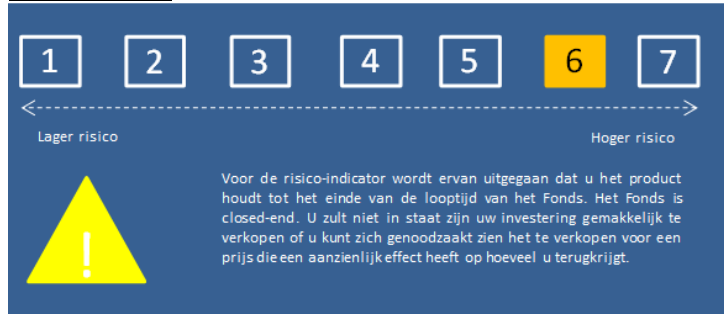 1 2 3 4 5 6 7
Lager risico Hoger risico
!
Voor de risico-indicator wordt ervan uitgegaan dat u het product
houdt tot het einde van de looptijd van het Fonds. Het Fonds is
closed-end. U zult niet in staat zijn uw investering gemakkelijk te
verkopen of u kunt zich genoodzaakt zien het te verkopen voor een
prijs die een aanzienlijk effect heeft op hoeveel u terugkrijgt.